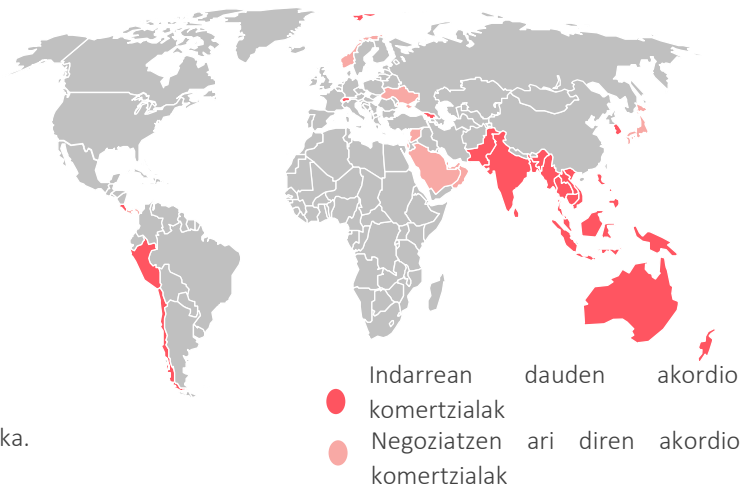 Indarrean dauden akordio
komertzialak
ka.
Negoziatzen ari diren akordio
komertzialak